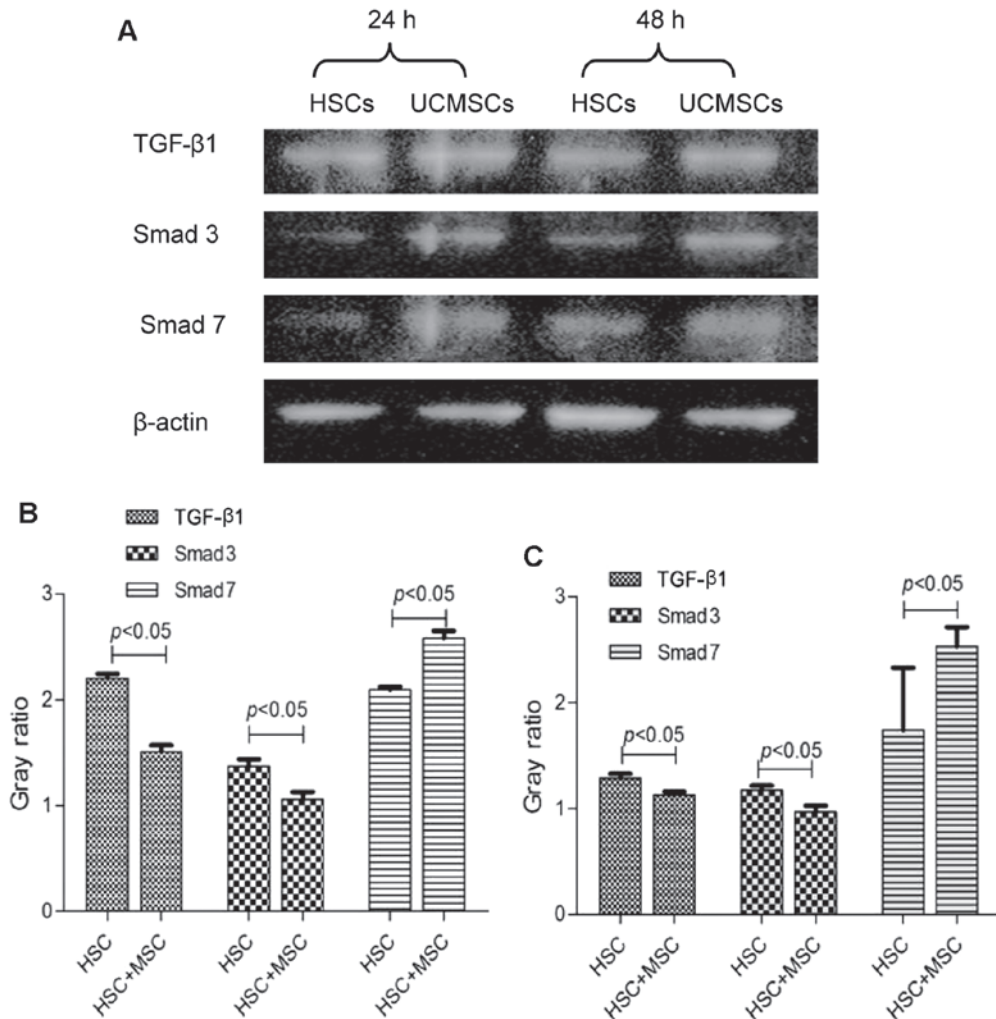 A
24 h 48 h
HSCs UCMSCs HSCs UCMSCs
TGF-β1
Smad 3
Smad 7
β-actin
B
TGF-β1
Smad3
Smad7
3
2
1
0
Gray ratio
p<0.05
p<0.05
p<0.05
HSC HSC+MSC HSC HSC+MSC HSC HSC+MSC
C
TGF-β1
Smad3
Smad7
3
2
1
0
Gray ratio
p<0.05
p<0.05
p<0.05
HSC HSC+MSC HSC HSC+MSC HSC HSC+MSC